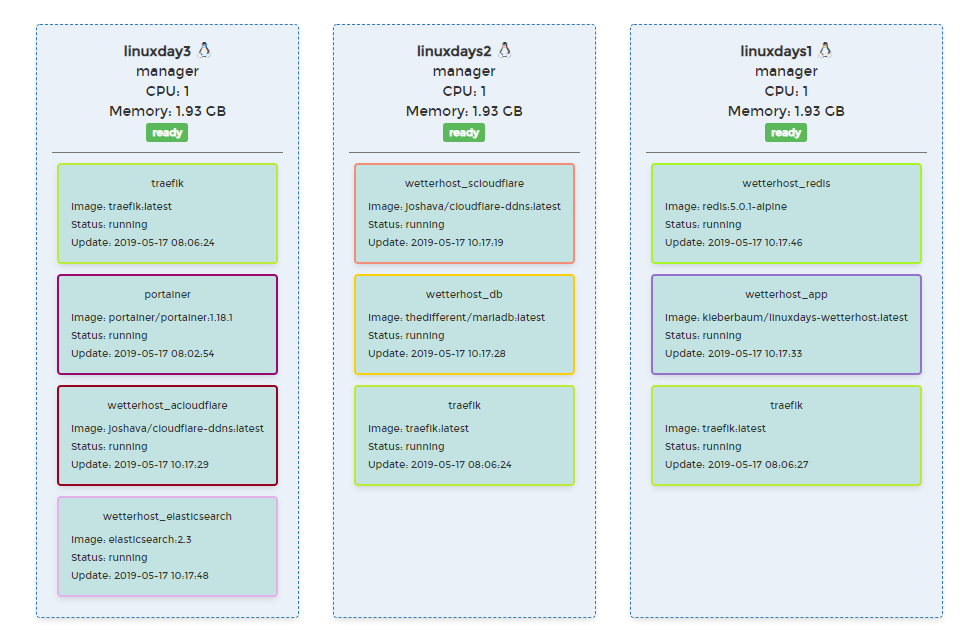 linuxday3
manager
CPU: 1
Memory: 1.93 GB
ready
traefik
Image: traefik:latest
Status: running
Update: 2019-05-17 08:06:24
portainer
Image: portainer/portainer:1.18.1
Status: running
Update: 2019-05-17 08:02:54
wetterhost_acloudflare
Image: joshava/cloudflare-ddns:latest
Status: running
Update: 2019-05-17 10:17:29
wetterhost_elasticsearch
Image: elasticsearch:2.3
Status: running
Update: 2019-05-17 10:17:48
linuxdays2
manager
CPU: 1
Memory: 1.93 GB
ready
wetterhost_scloudflare
Image: joshava/cloudflare-ddns:latest
Status: running
Update: 2019-05-17 10:17:19
wetterhost_db
Image: thedifferent/mariadb:latest
Status: running
Update: 2019-05-17 10:17:28
traefik
Image: traefik:latest
Status: running
Update: 2019-05-17 08:06:24
linuxdays1
manager
CPU: 1
Memory: 1.93 GB
ready
wetterhost_redis
Image: redis:5.0.1-alpine
Status: running
Update: 2019-05-17 10:17:46
wetterhost_app
Image: kleberbaum/linuxdays-wetterhost:latest
Status: running
Update: 2019-05-17 10:17:33
traefik
Image: traefik:latest
Status: running
Update: 2019-05-17 08:06:27